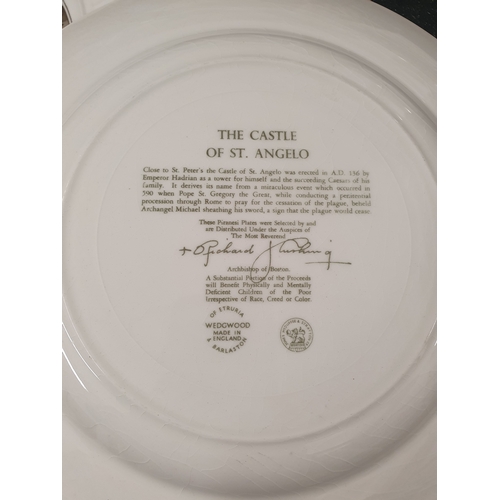 THE CASTLE
OF ST. ANGELO
Close to St. Peter's the Castle of St. Angelo was erected in A.D. 136 by
Emperor Hadrian as a tower for himself and the succeeding Caesars of his
family. It derives its name from a miraculous event which occurred in
590 when Pope St. Gregory the Great, while conducting a penitential
procession through Rome to pray for the cessation of the plague, beheld
Archangel Michael sheathing his sword, a sign that the plague would cease
These Piranesi Plates were Selected by and
are Distributed Under the Auspices of
The Most Reverend
+ Richard J Cushing
Archbishop of Boston.
A Substantial Portion of the Proceeds
will Benefit Physically and Mentally
Deficient Children of the Poor
Irrespective of Race, Creed or Color.
OF ETRURIA
WEDGWOOD
MADE IN
ENGLAND
& BARLASTON